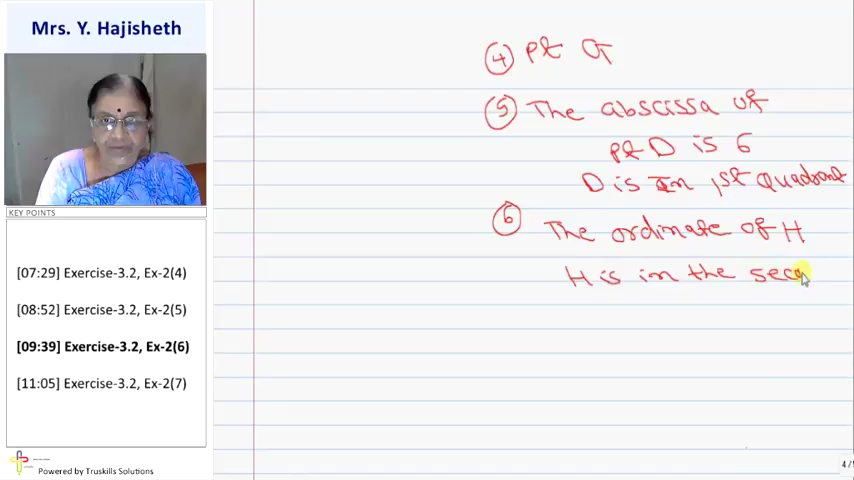 Mrs. Y. Hajisheth
KEY POINTS
[07:29] Exercise-3.2, Ex-2(4)
[08:52] Exercise-3.2, Ex-2(5)
[09:39] Exercise-3.2, Ex-2(6)
[11:05] Exercise-3.2, Ex-2(7)
Powered by Truskills Solutions
4 pt G
5 The abscissa of
pt D is 6
D is in 1st Quadrant
6 The ordinate of H
H is in the seco
4/